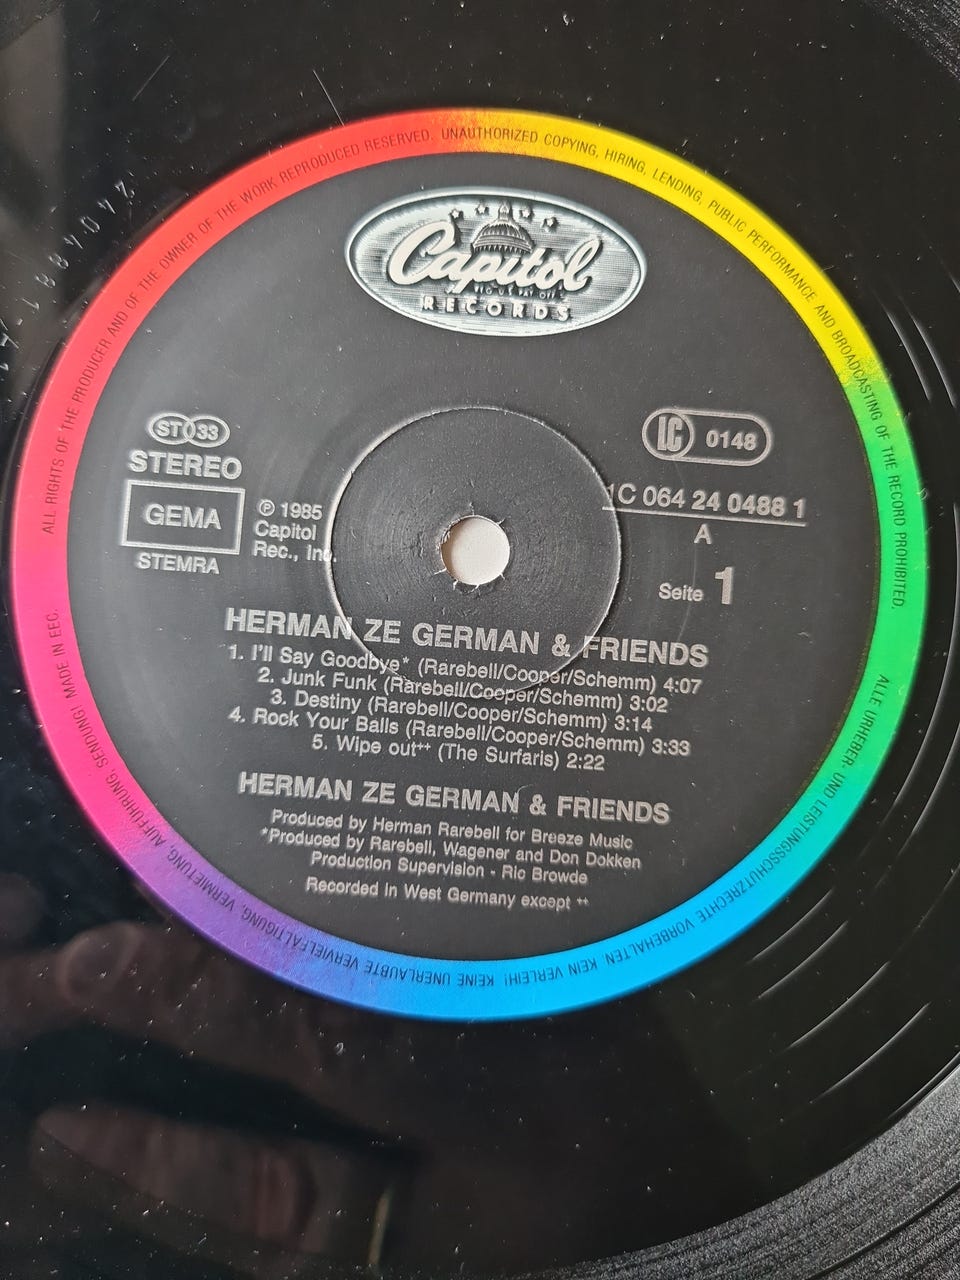 ALL RIGHTS OF THE PRODUCER AND OF THE OWNER OF THE WORK REPRODUCED RESERVED. UNAUTHORIZED COPYING, HIRING, LENDING, PUBLIC PERFORMANCE AND BROADCASTING OF THE RECORD PROHIBITED.
Capitol
RECORDS
ST 33
STEREO
GEMA
STEMRA
℗ 1985
Capitol
Rec., Inc.
LC 0148
1C 064 24 0488 1
A
Seite 1
HERMAN ZE GERMAN & FRIENDS
1. I'll Say Goodbye* (Rarebell/Cooper/Schemm) 4:07
2. Junk Funk (Rarebell/Cooper/Schemm) 3:02
3. Destiny (Rarebell/Cooper/Schemm) 3:14
4. Rock Your Balls (Rarebell/Cooper/Schemm) 3:33
5. Wipe out++ (The Surfaris) 2:22
HERMAN ZE GERMAN & FRIENDS
Produced by Herman Rarebell for Breeze Music
*Produced by Rarebell, Wagener and Don Dokken
Production Supervision - Ric Browde
Recorded in West Germany except ++
ALLE URHEBER- UND LEISTUNGSSCHUTZRECHTE VORBEHALTEN. KEIN VERLEIH! KEINE UNERLAUBTE VERVIELFÄLTIGUNG, VERMIETUNG, AUFFÜHRUNG, SENDUNG! MADE IN EEC.